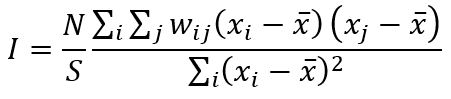 I = \frac{N}{S} \frac{\sum_i \sum_j w_{ij}(x_i - \bar{x})(x_j - \bar{x})}{\sum_i (x_i - \bar{x})^2}